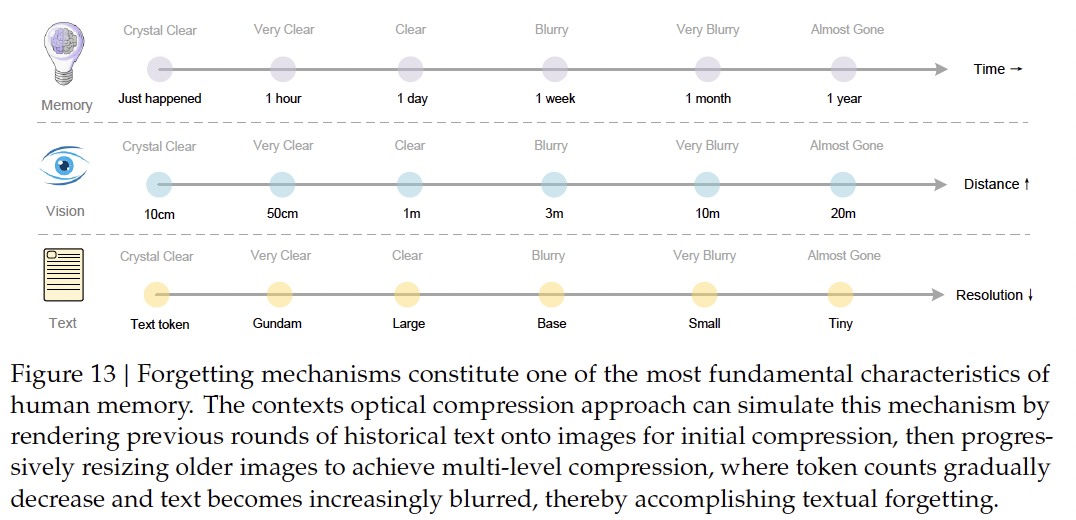 Crystal Clear Very Clear Clear Blurry Very Blurry Almost Gone
Time →
Just happened 1 hour 1 day 1 week 1 month 1 year
Memory
Crystal Clear Very Clear Clear Blurry Very Blurry Almost Gone
Distance ↑
Vision
10cm 50cm 1m 3m 10m 20m
Crystal Clear Very Clear Clear Blurry Very Blurry Almost Gone
Resolution ↓
Text
Text token Gundam Large Base Small Tiny
Figure 13 | Forgetting mechanisms constitute one of the most fundamental characteristics of
human memory. The contexts optical compression approach can simulate this mechanism by
rendering previous rounds of historical text onto images for initial compression, then progres-
sively resizing older images to achieve multi-level compression, where token counts gradually
decrease and text becomes increasingly blurred, thereby accomplishing textual forgetting.